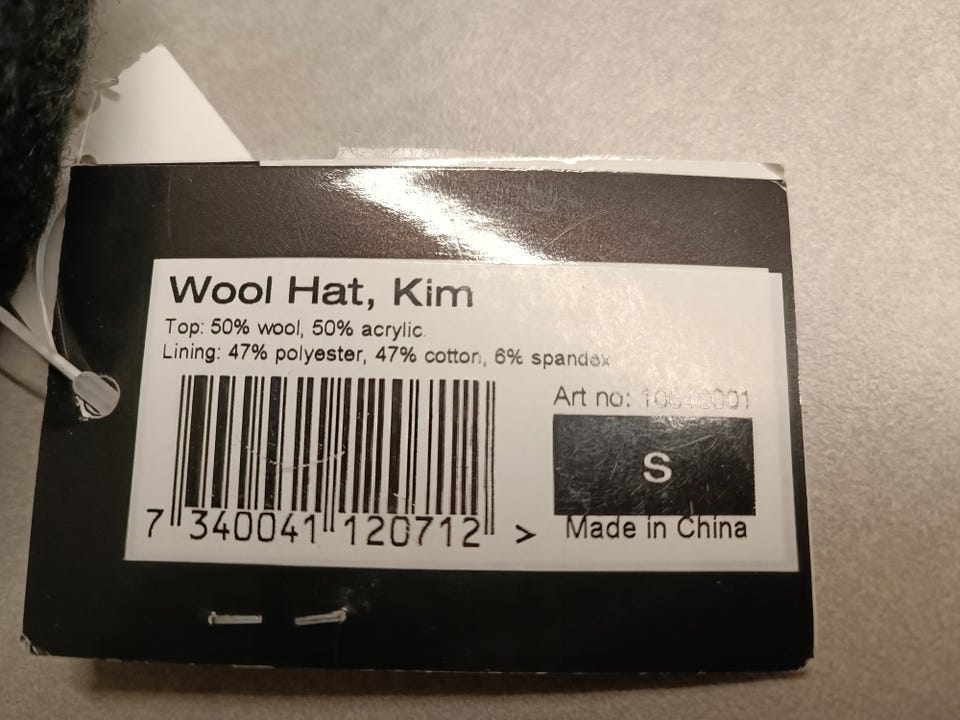 Wool Hat, Kim
Top: 50% wool, 50% acrylic
Lining: 47% polyester, 47% cotton, 6% spandex
Art no:
S
Made in China
7 340041 120712 >